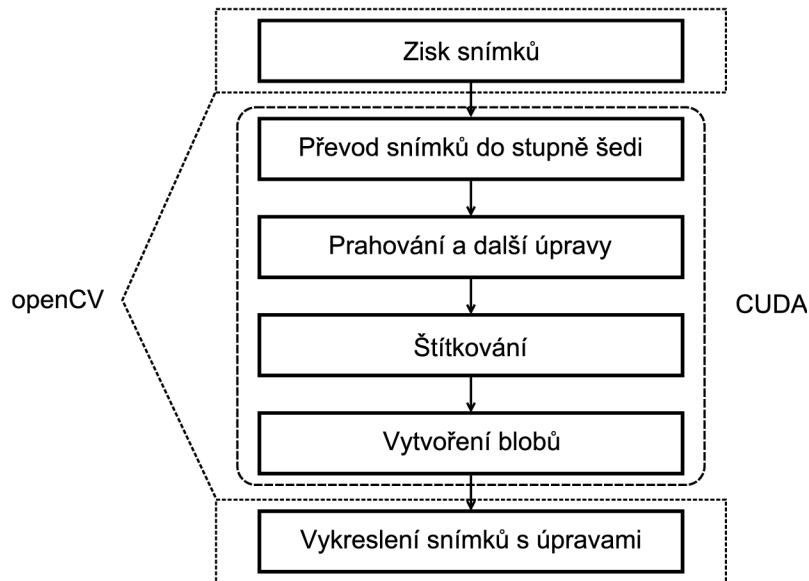 Zisk snímků
Převod snímků do stupně šedi
Prahování a další úpravy
openCV
CUDA
Štítkování
Vytvoření blobů
Vykreslení snímků s úpravami